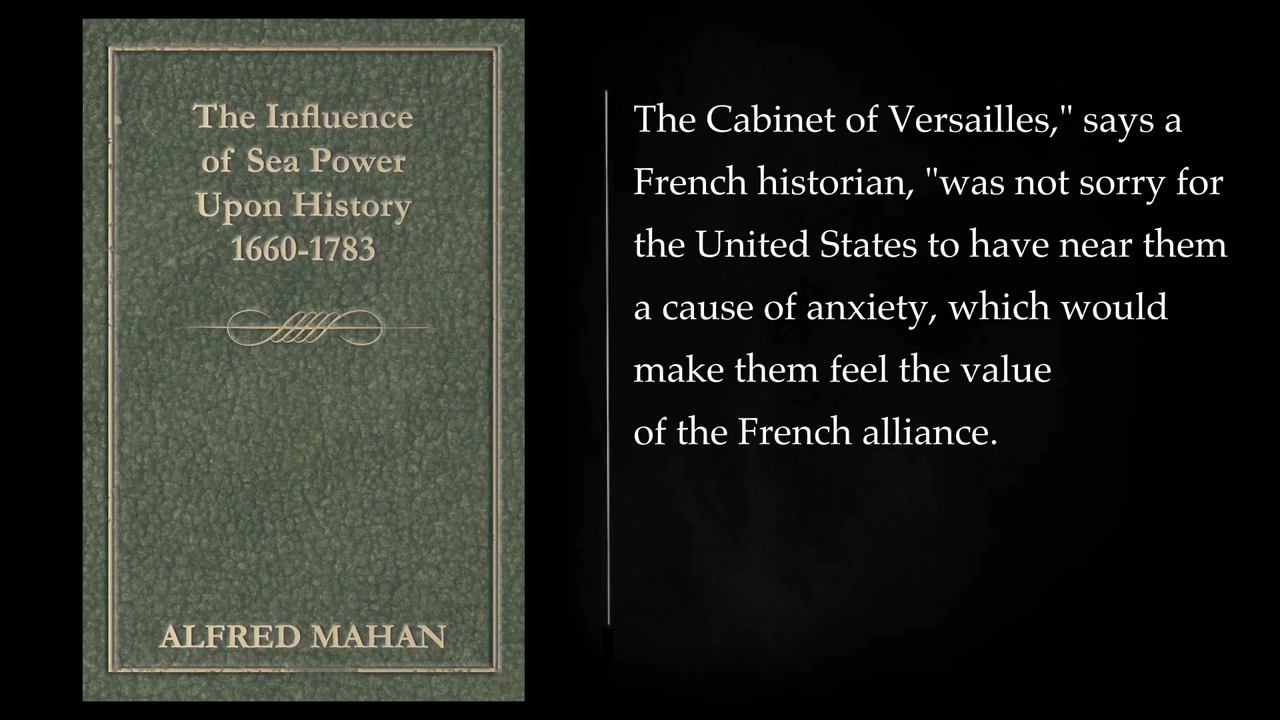 The Influence
of Sea Power
Upon History
1660-1783
ALFRED MAHAN
The Cabinet of Versailles," says a
French historian, "was not sorry for
the United States to have near them
a cause of anxiety, which would
make them feel the value
of the French alliance.